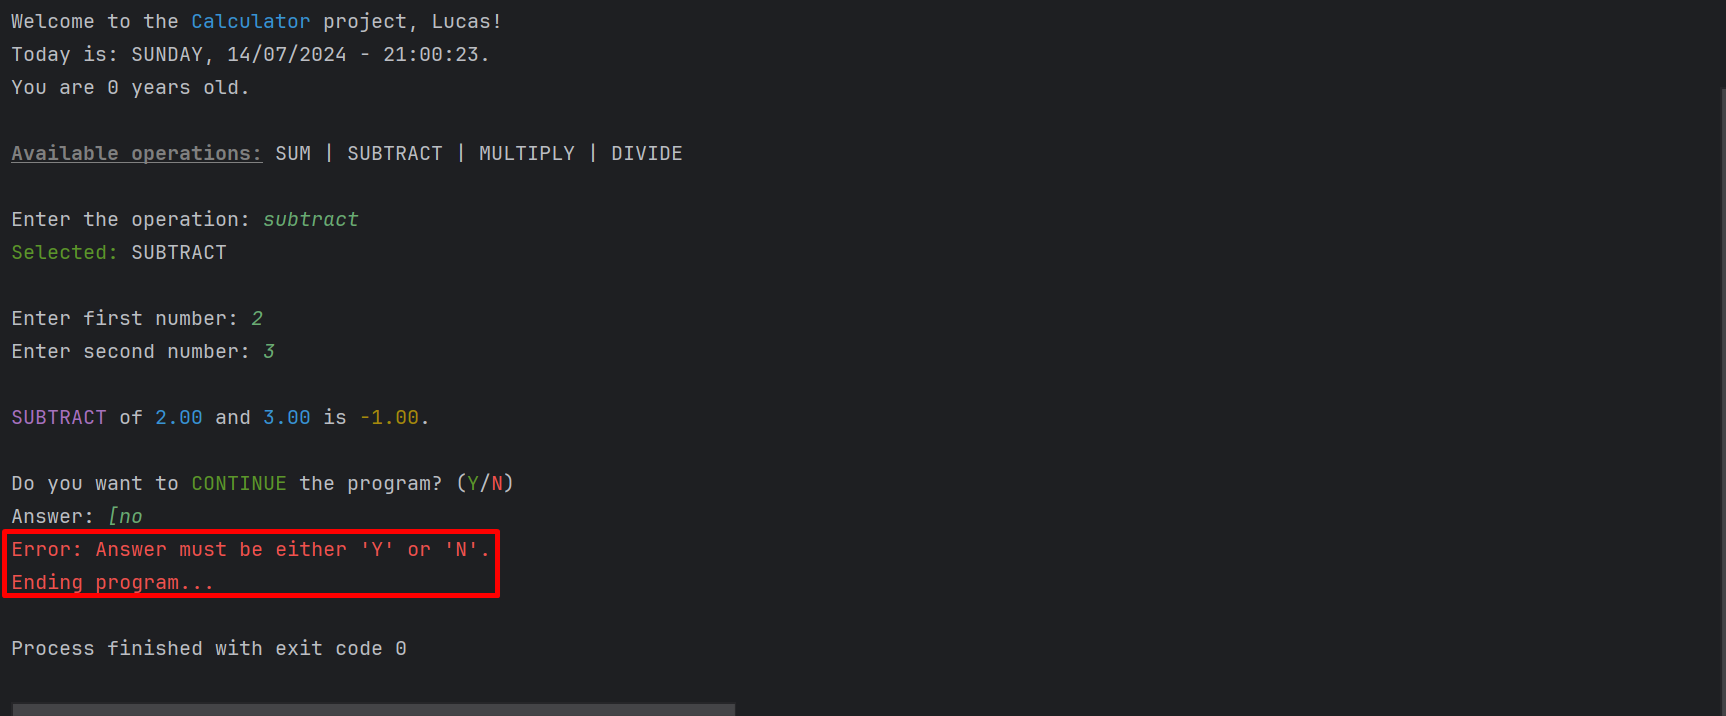 Welcome to the Calculator project, Lucas!
Today is: SUNDAY, 14/07/2024 - 21:00:23.
You are 0 years old.
Available operations: SUM | SUBTRACT | MULTIPLY | DIVIDE
Enter the operation: subtract
Selected: SUBTRACT
Enter first number: 2
Enter second number: 3
SUBTRACT of 2.00 and 3.00 is -1.00.
Do you want to CONTINUE the program? (Y/N)
Answer: [no
Error: Answer must be either 'Y' or 'N'.
Ending program...
Process finished with exit code 0